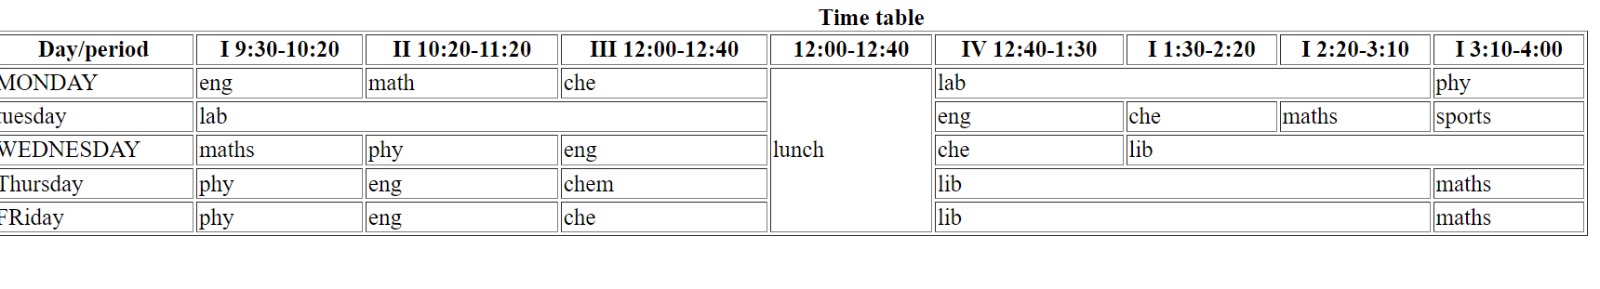 Time table
Day/period I 9:30-10:20 II 10:20-11:20 III 12:00-12:40 12:00-12:40 IV 12:40-1:30 I 1:30-2:20 I 2:20-3:10 I 3:10-4:00
MONDAY eng math che lab phy
tuesday lab eng che maths sports
WEDNESDAY maths phy eng lunch che lib
Thursday phy eng chem lib maths
FRiday phy eng che lib maths